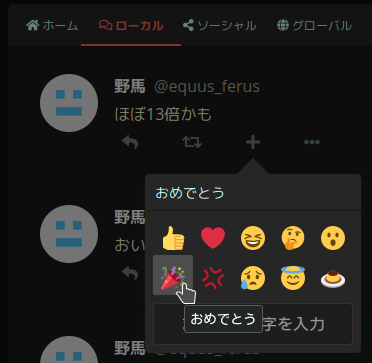 ホーム ローカル ソーシャル グローバル
野馬 @equus_ferus
ほぼ13倍かも
おめでとう
野馬
おい
おめでとう
字を入力
野馬 @equus_ferus